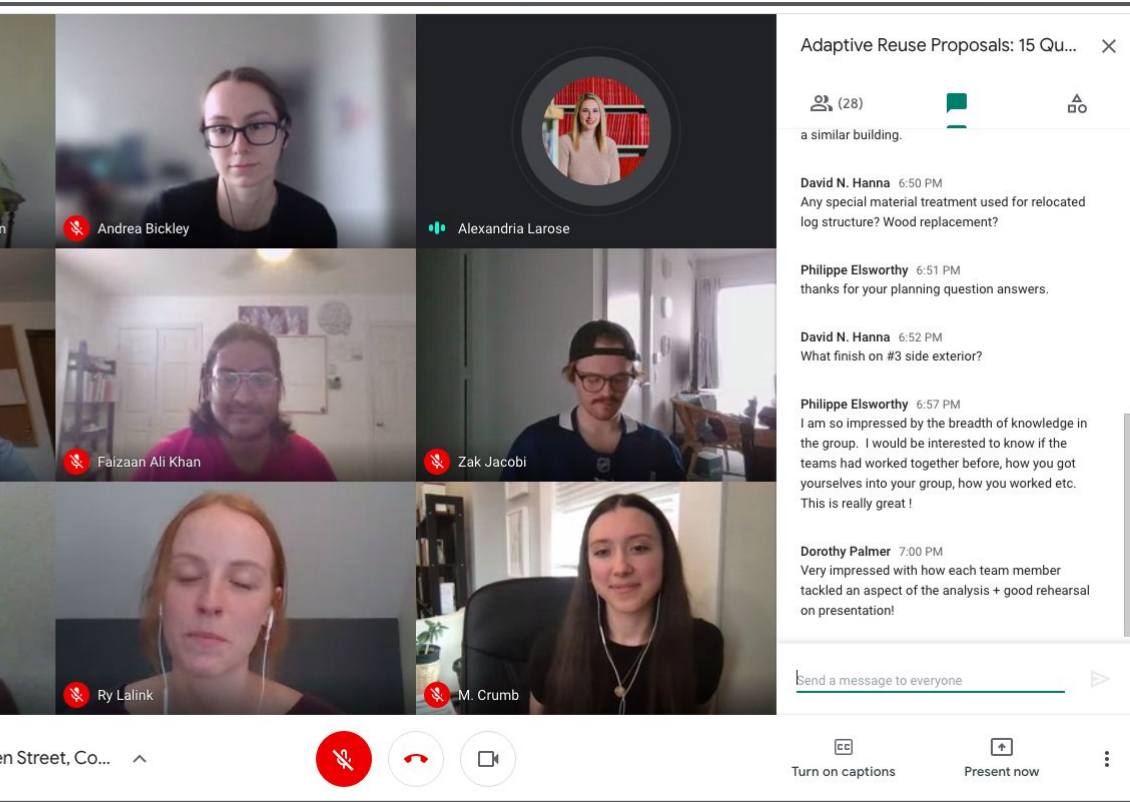 n
Andrea Bickley
Alexandria Larose
Faizaan Ali Khan
Zak Jacobi
Ry Lalink
M. Crumb
en Street, Co...
Adaptive Reuse Proposals: 15 Qu...
(28)
a similar building.
David N. Hanna 6:50 PM
Any special material treatment used for relocated
log structure? Wood replacement?
Philippe Elsworthy 6:51 PM
thanks for your planning question answers.
David N. Hanna 6:52 PM
What finish on #3 side exterior?
Philippe Elsworthy 6:57 PM
I am so impressed by the breadth of knowledge in
the group. I would be interested to know if the
teams had worked together before, how you got
yourselves into your group, how you worked etc.
This is really great !
Dorothy Palmer 7:00 PM
Very impressed with how each team member
tackled an aspect of the analysis + good rehearsal
on presentation!
Send a message to everyone
CC
Turn on captions
Present now